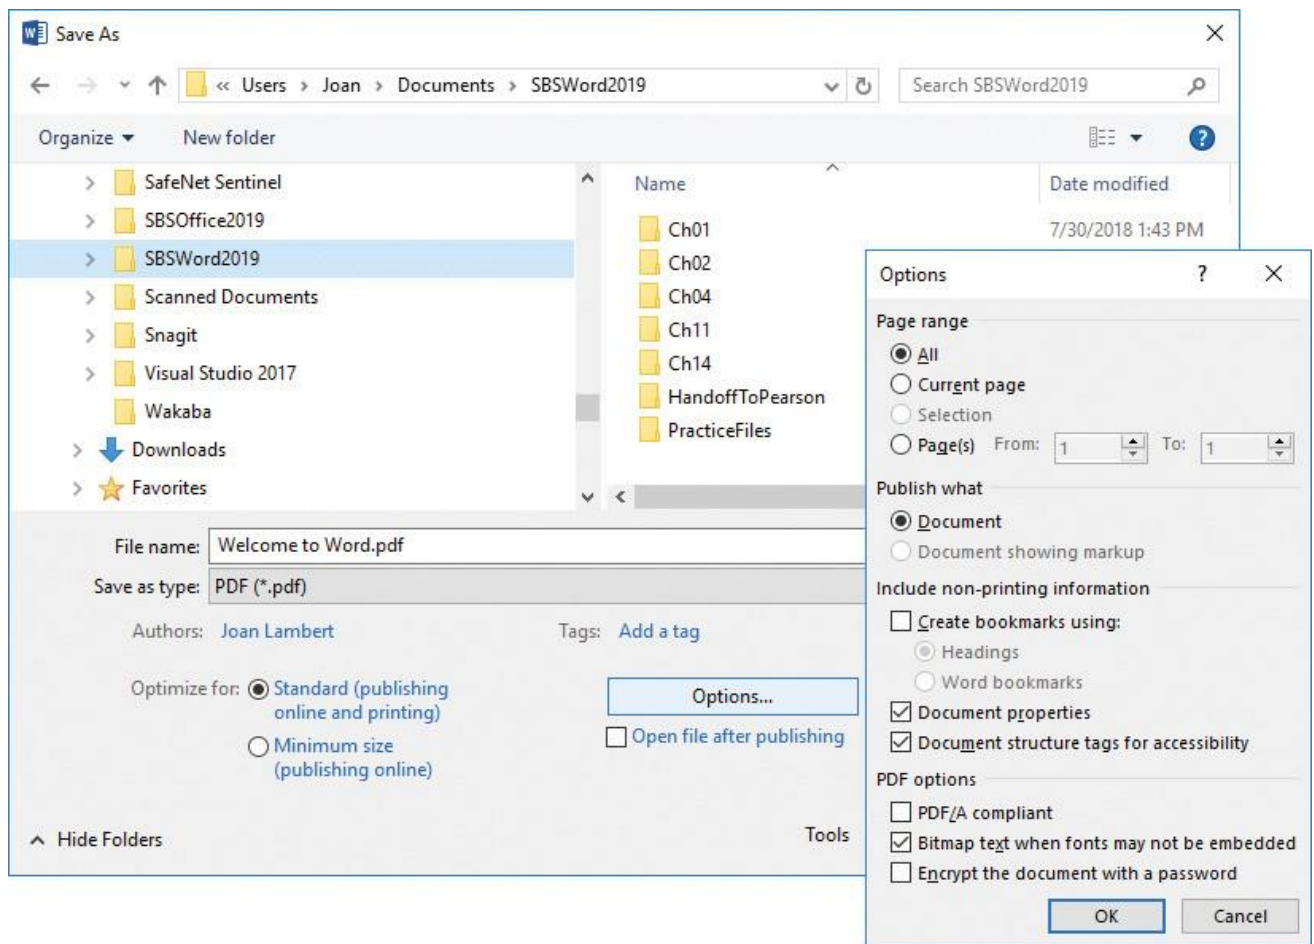 Save As
« Users › Joan › Documents › SBSWord2019
Search SBSWord2019
Organize
New folder
SafeNet Sentinel
SBSOffice2019
SBSWord2019
Scanned Documents
Snagit
Visual Studio 2017
Wakaba
Downloads
Favorites
Name
Date modified
Ch01
7/30/2018 1:43 PM
Ch02
Ch04
Ch11
Ch14
HandoffToPearson
PracticeFiles
File name: Welcome to Word.pdf
Save as type: PDF (*.pdf)
Authors: Joan Lambert
Tags: Add a tag
Optimize for: Standard (publishing
online and printing)
Minimum size
(publishing online)
Options...
Open file after publishing
Hide Folders
Tools
Options
?
Page range
All
Current page
Selection
Page(s) From: 1 To: 1
Publish what
Document
Document showing markup
Include non-printing information
Create bookmarks using:
Headings
Word bookmarks
Document properties
Document structure tags for accessibility
PDF options
PDF/A compliant
Bitmap text when fonts may not be embedded
Encrypt the document with a password
OK
Cancel